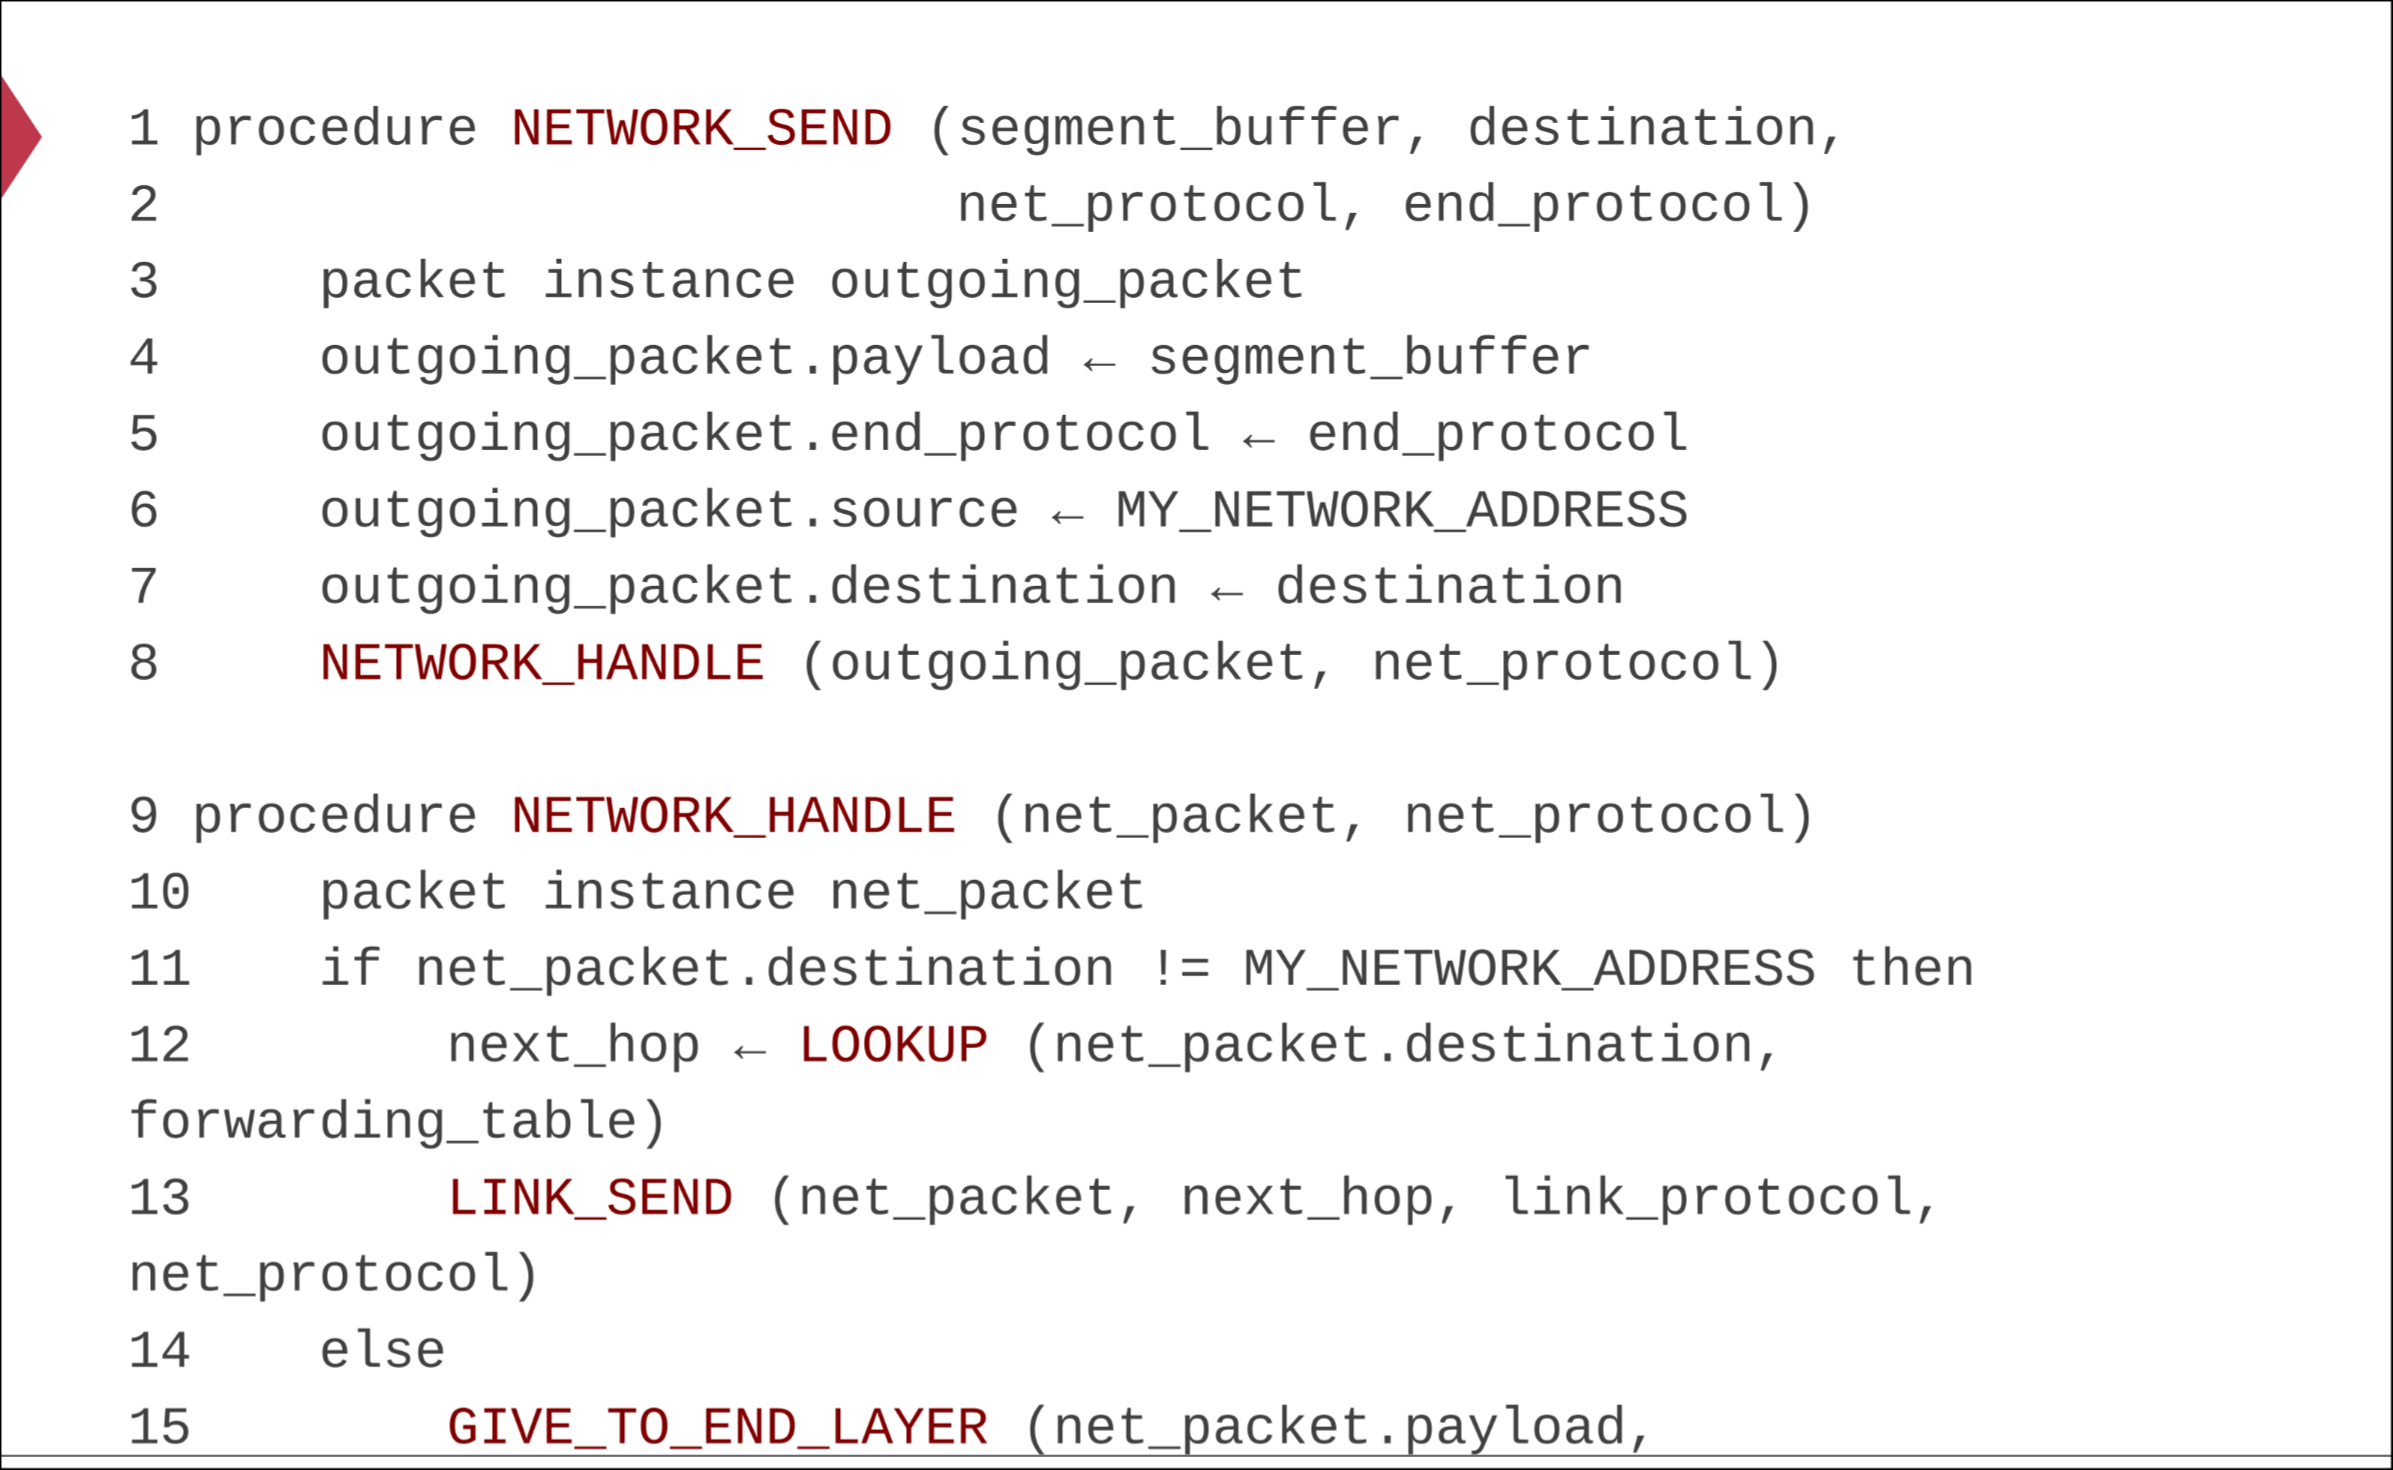 1 procedure NETWORK_SEND (segment_buffer, destination,
2                         net_protocol, end_protocol)
3     packet instance outgoing_packet
4     outgoing_packet.payload ← segment_buffer
5     outgoing_packet.end_protocol ← end_protocol
6     outgoing_packet.source ← MY_NETWORK_ADDRESS
7     outgoing_packet.destination ← destination
8     NETWORK_HANDLE (outgoing_packet, net_protocol)
9 procedure NETWORK_HANDLE (net_packet, net_protocol)
10    packet instance net_packet
11    if net_packet.destination != MY_NETWORK_ADDRESS then
12        next_hop ← LOOKUP (net_packet.destination,
forwarding_table)
13        LINK_SEND (net_packet, next_hop, link_protocol,
net_protocol)
14    else
15        GIVE_TO_END_LAYER (net_packet.payload,